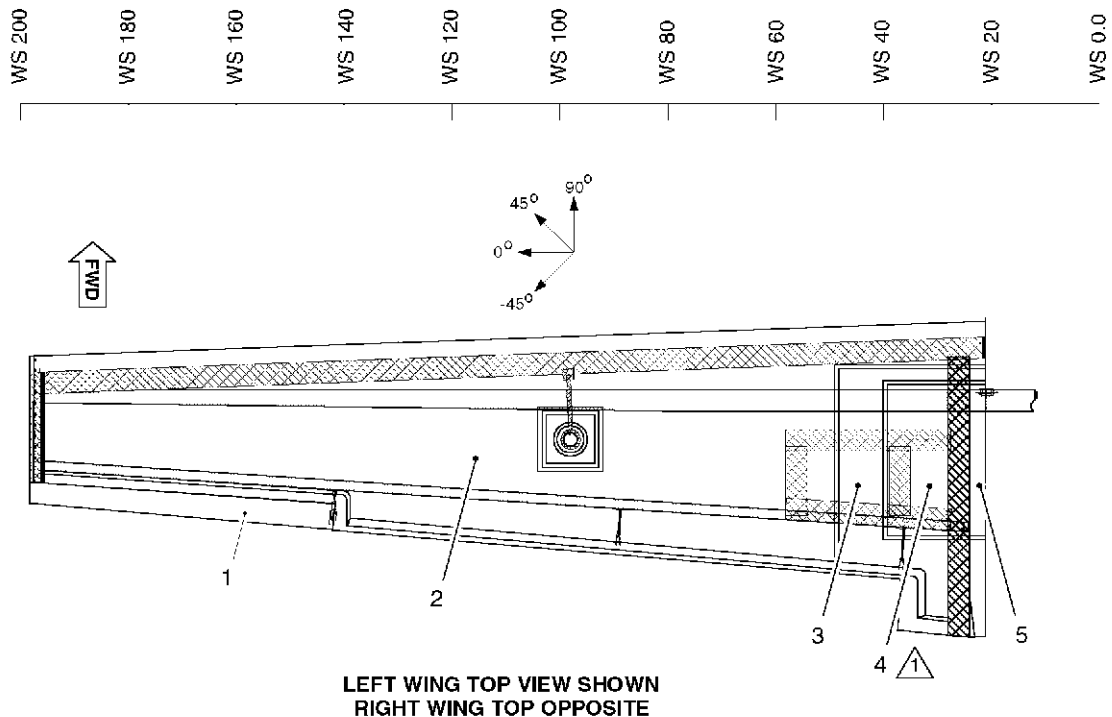 WS 200
WS 180
WS 160
WS 140
WS 120
WS 100
WS 80
WS 60
WS 40
WS 20
WS 0.0
90°
45°
0°
-45°
FWD
1
2
3
4
1
5
LEFT WING TOP VIEW SHOWN
RIGHT WING TOP OPPOSITE